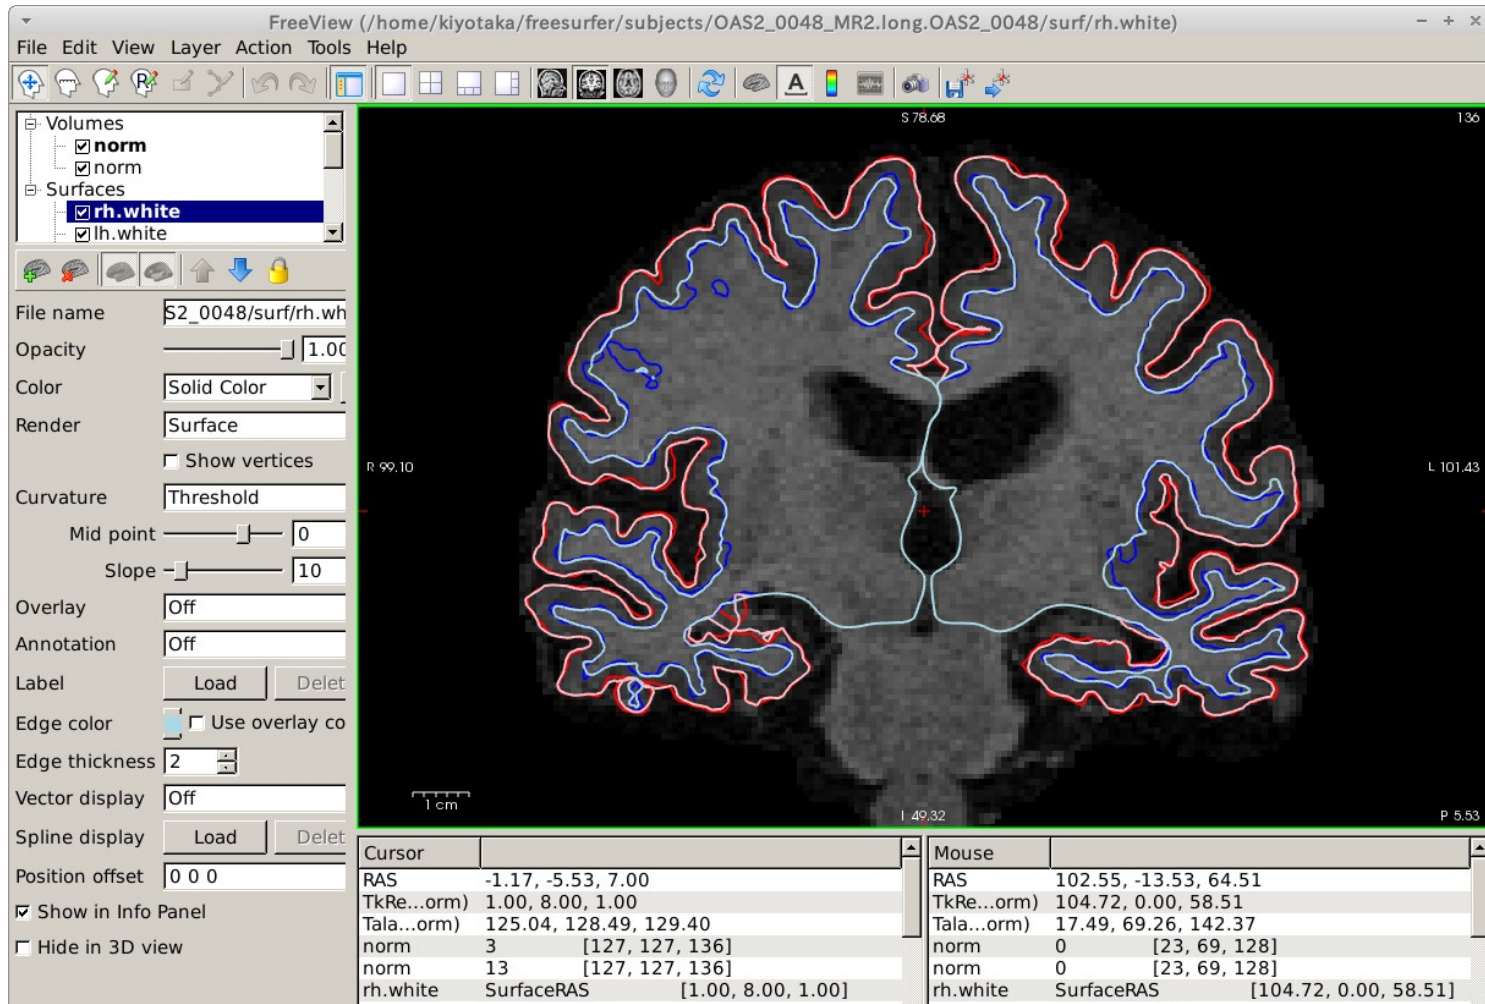 FreeView (/home/kiyotaka/freesurfer/subjects/OAS2_0048_MR2.long.OAS2_0048/surf/rh.white)
File Edit View Layer Action Tools Help
Volumes
norm
norm
Surfaces
rh.white
lh.white
File name S2_0048/surf/rh.wh
Opacity 1.00
Color Solid Color
Render Surface
Show vertices
Curvature Threshold
Mid point 0
Slope 10
Overlay Off
Annotation Off
Label Load Delet
Edge color Use overlay co
Edge thickness 2
Vector display Off
Spline display Load Delet
Position offset 0 0 0
Show in Info Panel
Hide in 3D view
S 78.68
136
R 99.10
L 101.43
1 cm
I 49.32
P 5.53
Cursor
RAS -1.17, -5.53, 7.00
TkRe...orm) 1.00, 8.00, 1.00
Tala...orm) 125.04, 128.49, 129.40
norm 3 [127, 127, 136]
norm 13 [127, 127, 136]
rh.white SurfaceRAS [1.00, 8.00, 1.00]
Mouse
RAS 102.55, -13.53, 64.51
TkRe...orm) 104.72, 0.00, 58.51
Tala...orm) 17.49, 69.26, 142.37
norm 0 [23, 69, 128]
norm 0 [23, 69, 128]
rh.white SurfaceRAS [104.72, 0.00, 58.51]